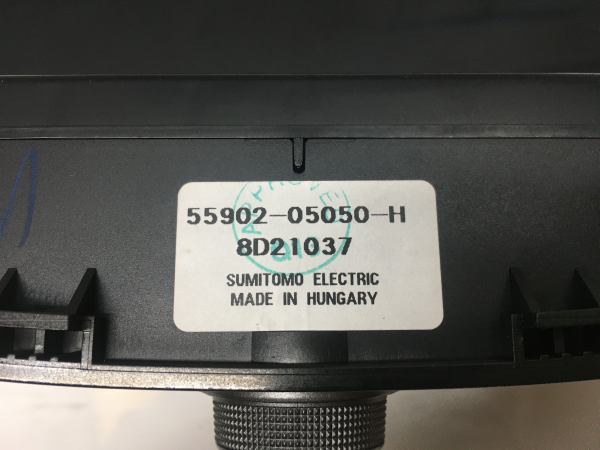 55902-05050-H
8D21037
SUMITOMO ELECTRIC
MADE IN HUNGARY